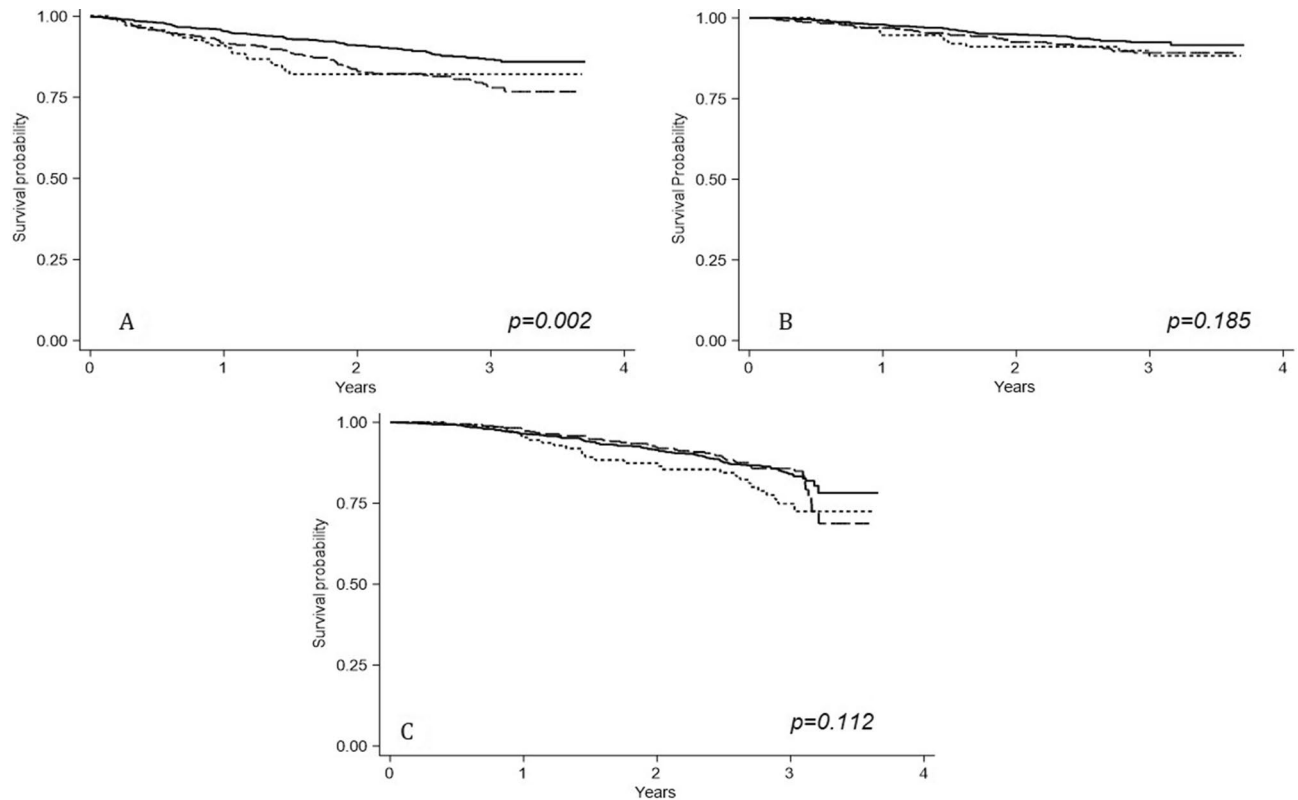 1.00
0.75
0.50
0.25
0.00
Survival probability
A
p=0.002
0 1 2 3 4
Years
1.00
0.75
0.50
0.25
0.00
Survival Probability
B
p=0.185
0 1 2 3 4
Years
1.00
0.75
0.50
0.25
0.00
Survival probability
C
p=0.112
0 1 2 3 4
Years